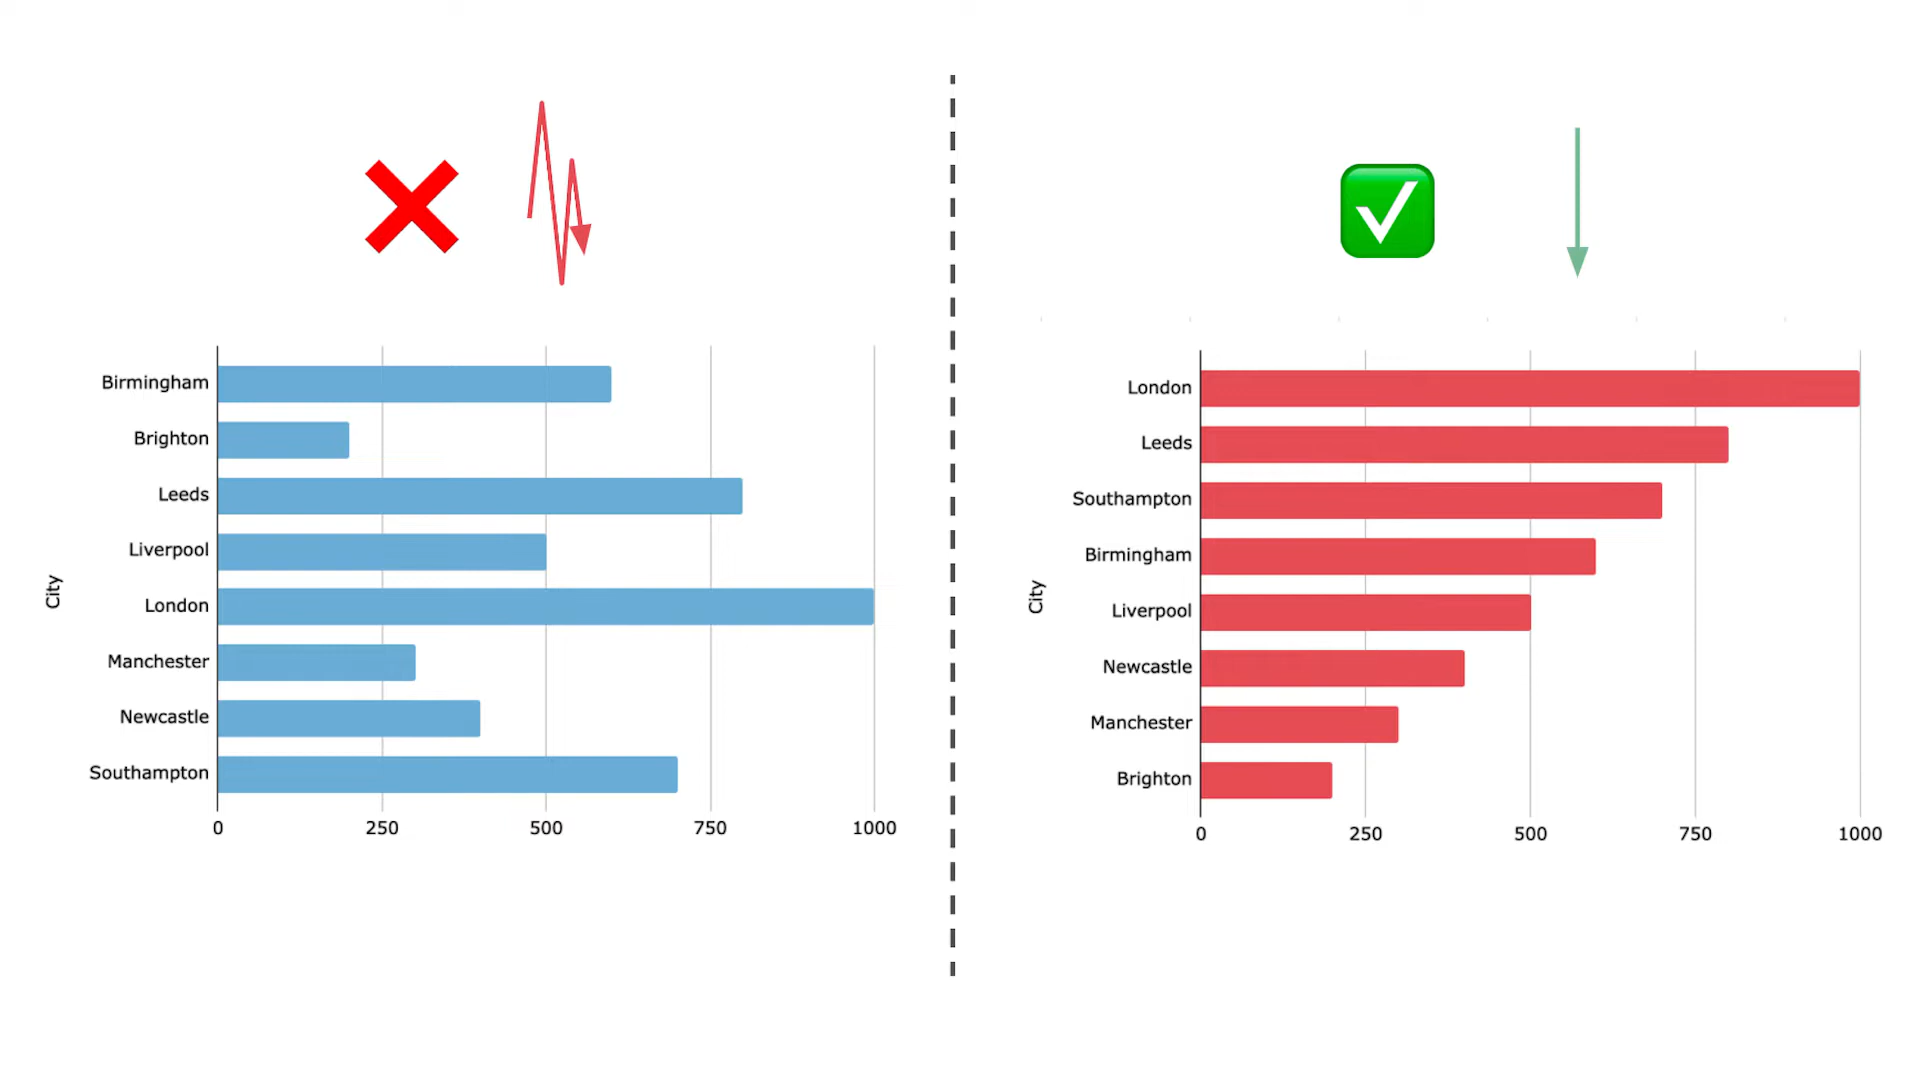 City
Birmingham
Brighton
Leeds
Liverpool
London
Manchester
Newcastle
Southampton
0 250 500 750 1000
City
London
Leeds
Southampton
Birmingham
Liverpool
Newcastle
Manchester
Brighton
0 250 500 750 1000